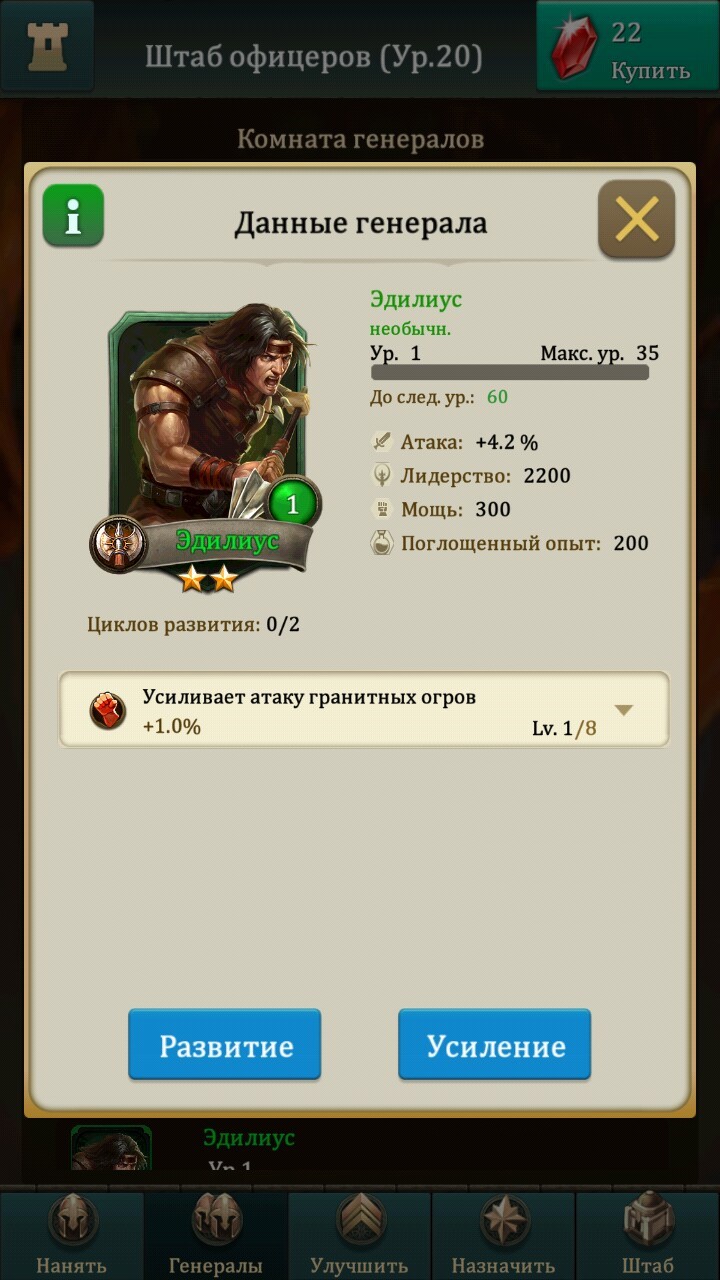 Штаб офицеров (Ур.20)
22
Купить
Комната генералов
i
Данные генерала
Эдилиус
необычн.
Ур. 1 Макс. ур. 35
До след. ур.: 60
Атака: +4.2 %
Лидерство: 2200
Мощь: 300
Поглощенный опыт: 200
1
Эдилиус
Циклов развития: 0/2
Усиливает атаку гранитных огров
+1.0%
Lv. 1/8
Развитие Усиление
Эдилиус
Ур.1
Нанять Генералы Улучшить Назначить Штаб